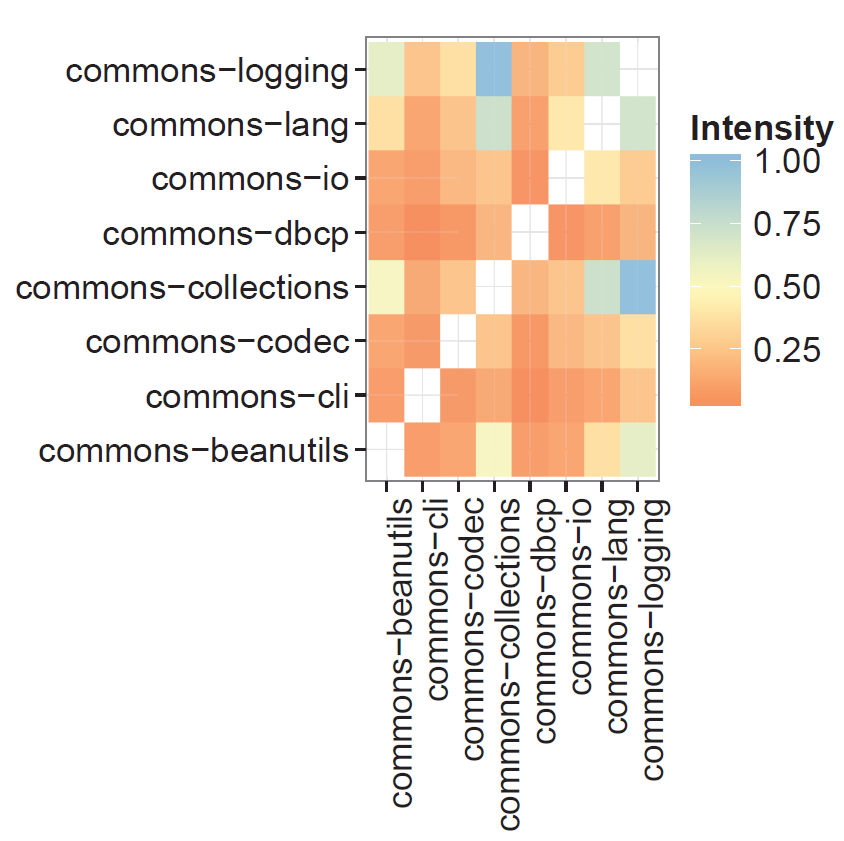 commons−logging
commons−lang
commons−io
commons−dbcp
commons−collections
commons−codec
commons−cli
commons−beanutils
Intensity
1.00
0.75
0.50
0.25
commons−beanutils
commons−cli
commons−codec
commons−collections
commons−dbcp
commons−io
commons−lang
commons−logging